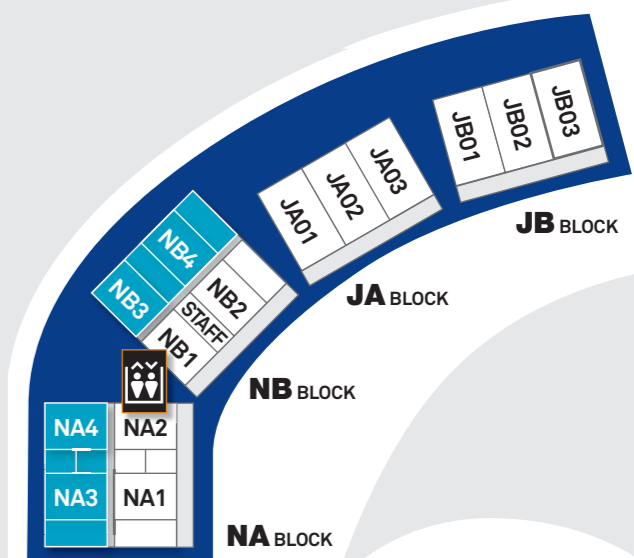 JB01
JB02
JB03
JB BLOCK
JA01
JA02
JA03
JA BLOCK
NB4
NB3
NB2
STAFF
NB1
NB BLOCK
NA4
NA2
NA3
NA1
NA BLOCK